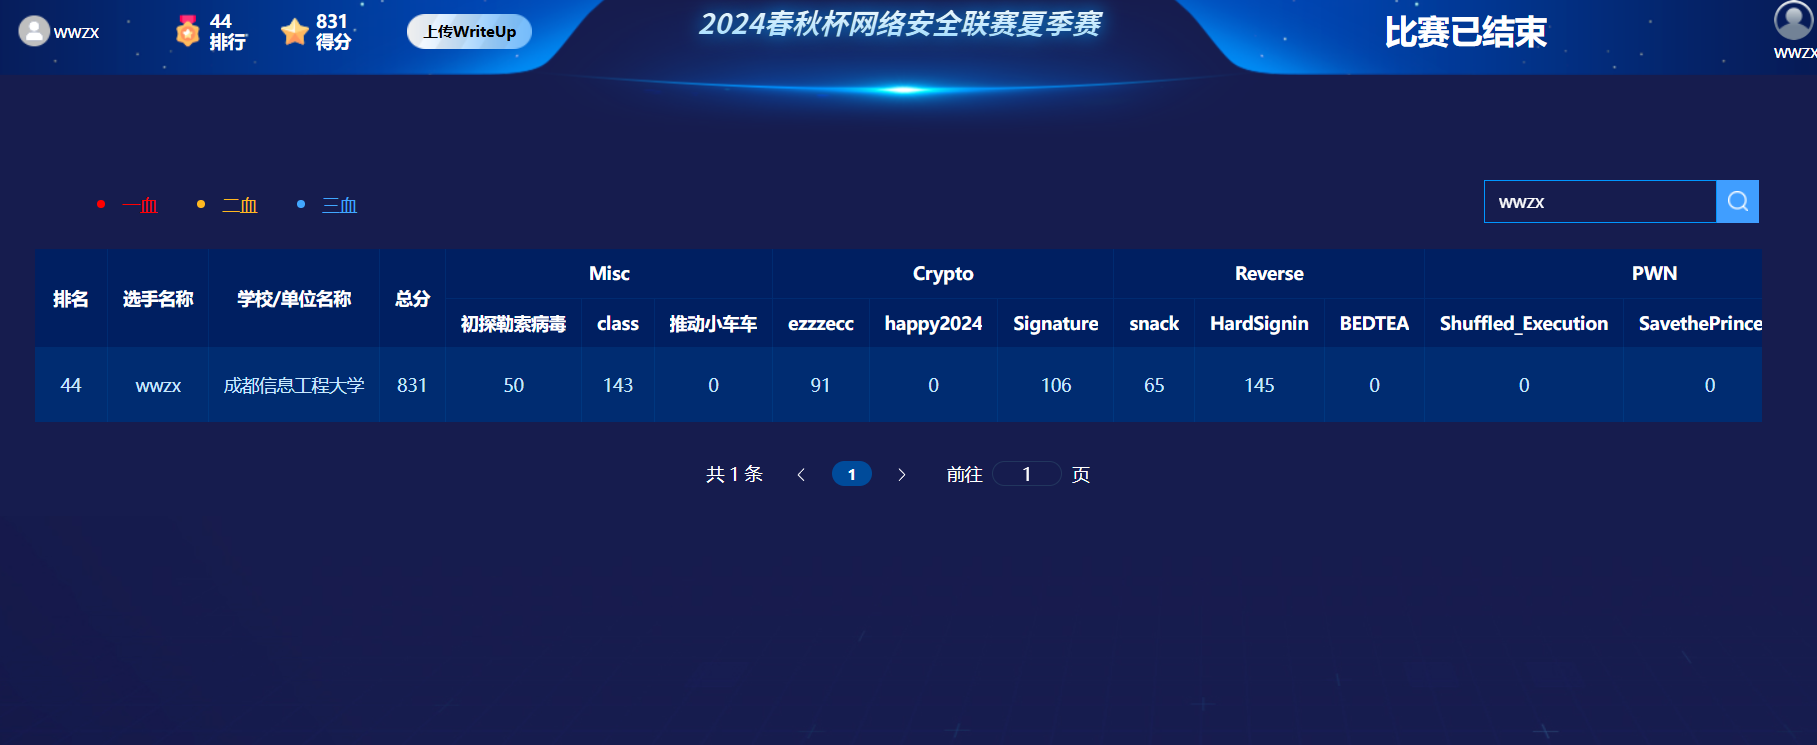 wwzx
44
排行
831
得分
上传WriteUp
2024春秋杯网络安全联赛夏季赛
比赛已结束
wwzx
一血 二血 三血
wwzx
排名 选手名称 学校/单位名称 总分 Misc Crypto Reverse PWN
初探勒索病毒 class 推动小车车 ezzzecc happy2024 Signature snack HardSignin BEDTEA Shuffled_Execution SavethePrince
44 wwzx 成都信息工程大学 831 50 143 0 91 0 106 65 145 0 0 0
共 1 条 1 前往 1 页